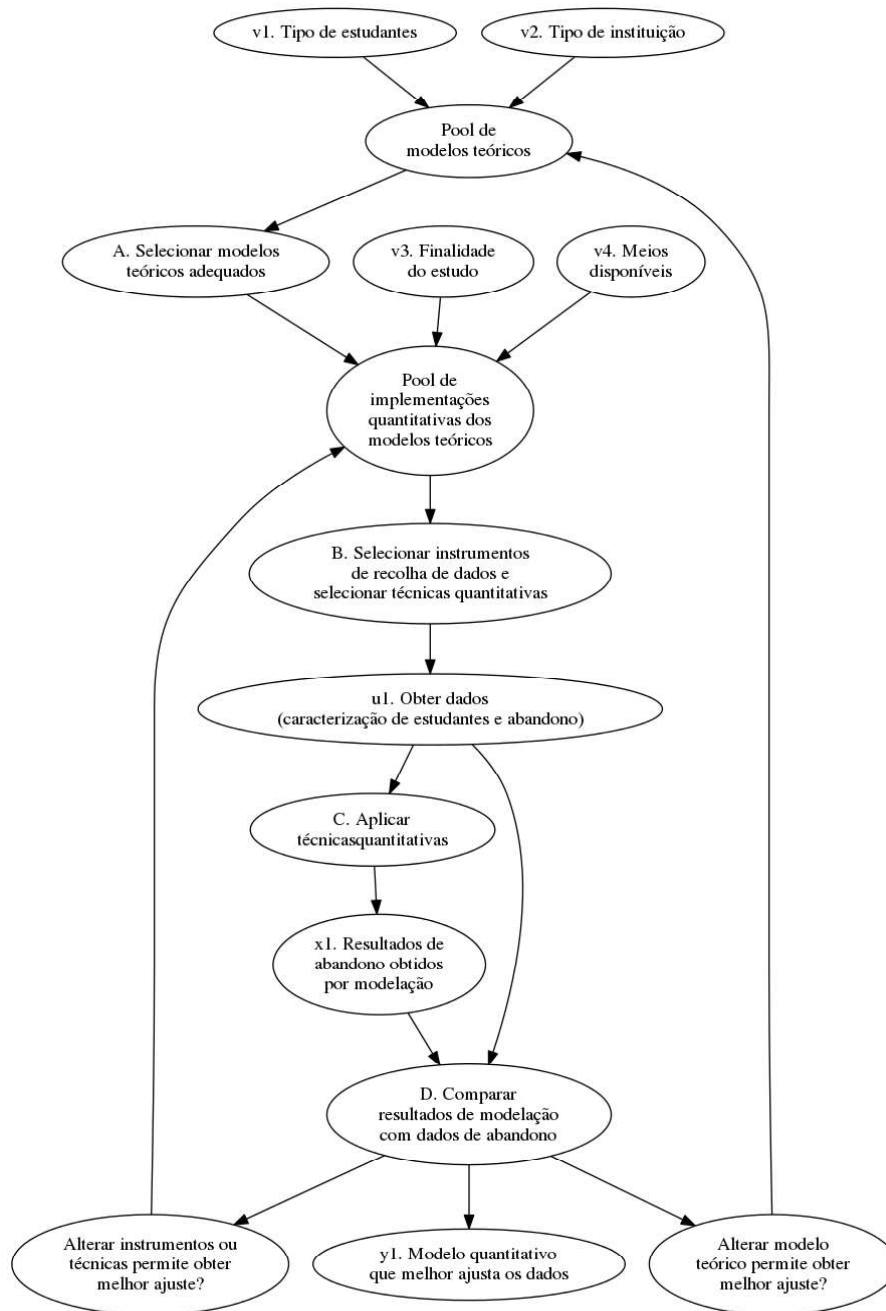 v1. Tipo de estudantes
v2. Tipo de instituição
Pool de
modelos teóricos
A. Selecionar modelos
teóricos adequados
v3. Finalidade
do estudo
v4. Meios
disponíveis
Pool de
implementações
quantitativas dos
modelos teóricos
B. Selecionar instrumentos
de recolha de dados e
selecionar técnicas quantitativas
u1. Obter dados
(caracterização de estudantes e abandono)
C. Aplicar
técnicasquantitativas
x1. Resultados de
abandono obtidos
por modelação
D. Comparar
resultados de modelação
com dados de abandono
Alterar instrumentos ou
técnicas permite obter
melhor ajuste?
y1. Modelo quantitativo
que melhor ajusta os dados
Alterar modelo
teórico permite obter
melhor ajuste?